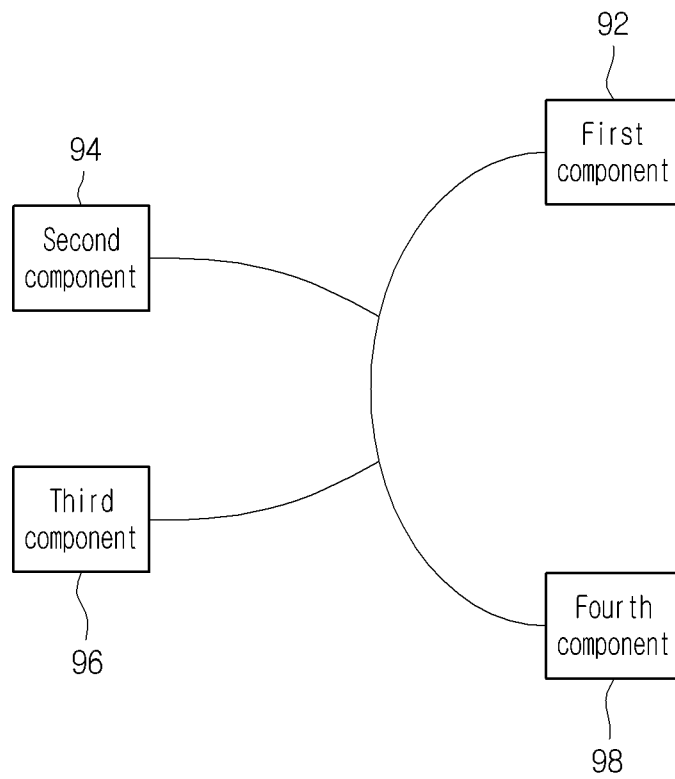 92
First
component
94
Second
component
Third
component
96
Fourth
component
98